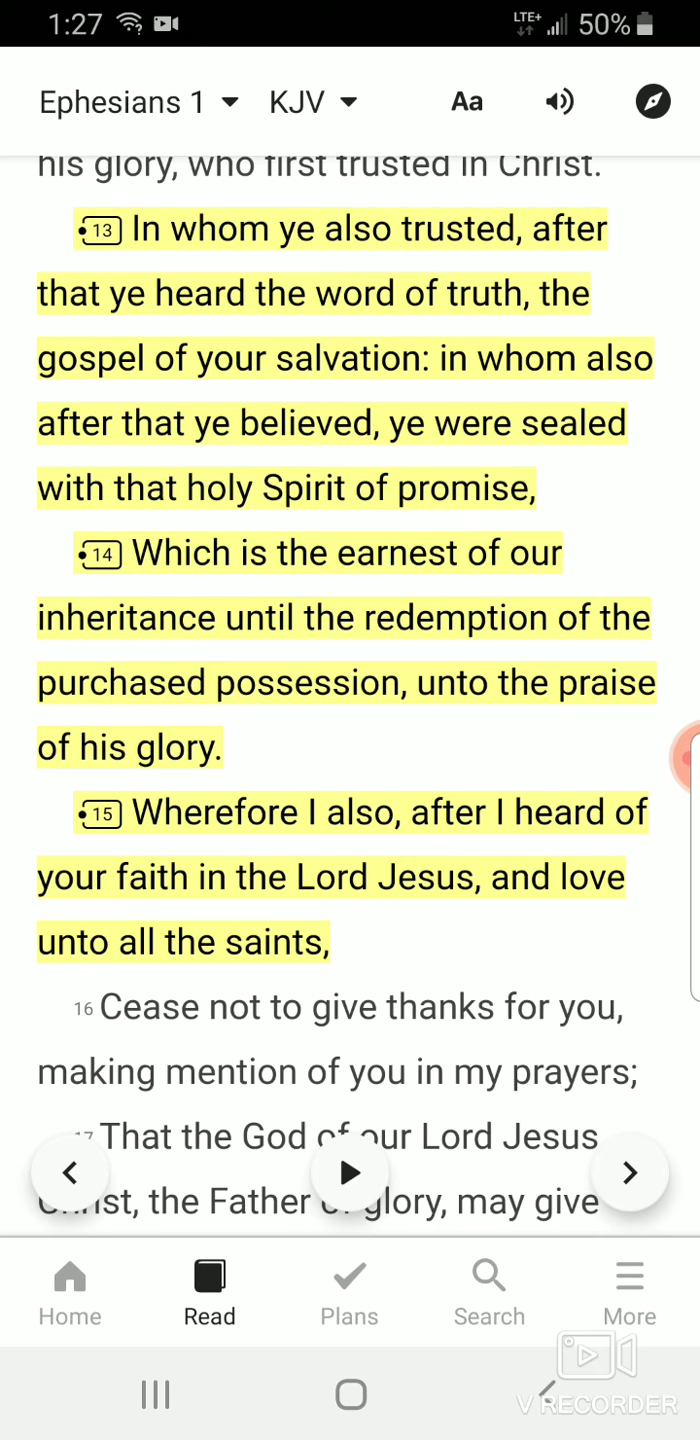 1:27 LTE+ 50%
Ephesians 1 KJV Aa
his glory, who first trusted in Christ.
13 In whom ye also trusted, after
that ye heard the word of truth, the
gospel of your salvation: in whom also
after that ye believed, ye were sealed
with that holy Spirit of promise,
14 Which is the earnest of our
inheritance until the redemption of the
purchased possession, unto the praise
of his glory.
15 Wherefore I also, after I heard of
your faith in the Lord Jesus, and love
unto all the saints,
16 Cease not to give thanks for you,
making mention of you in my prayers;
17 That the God of our Lord Jesus
Christ, the Father of glory, may give
Home Read Plans Search More
V RECORDER